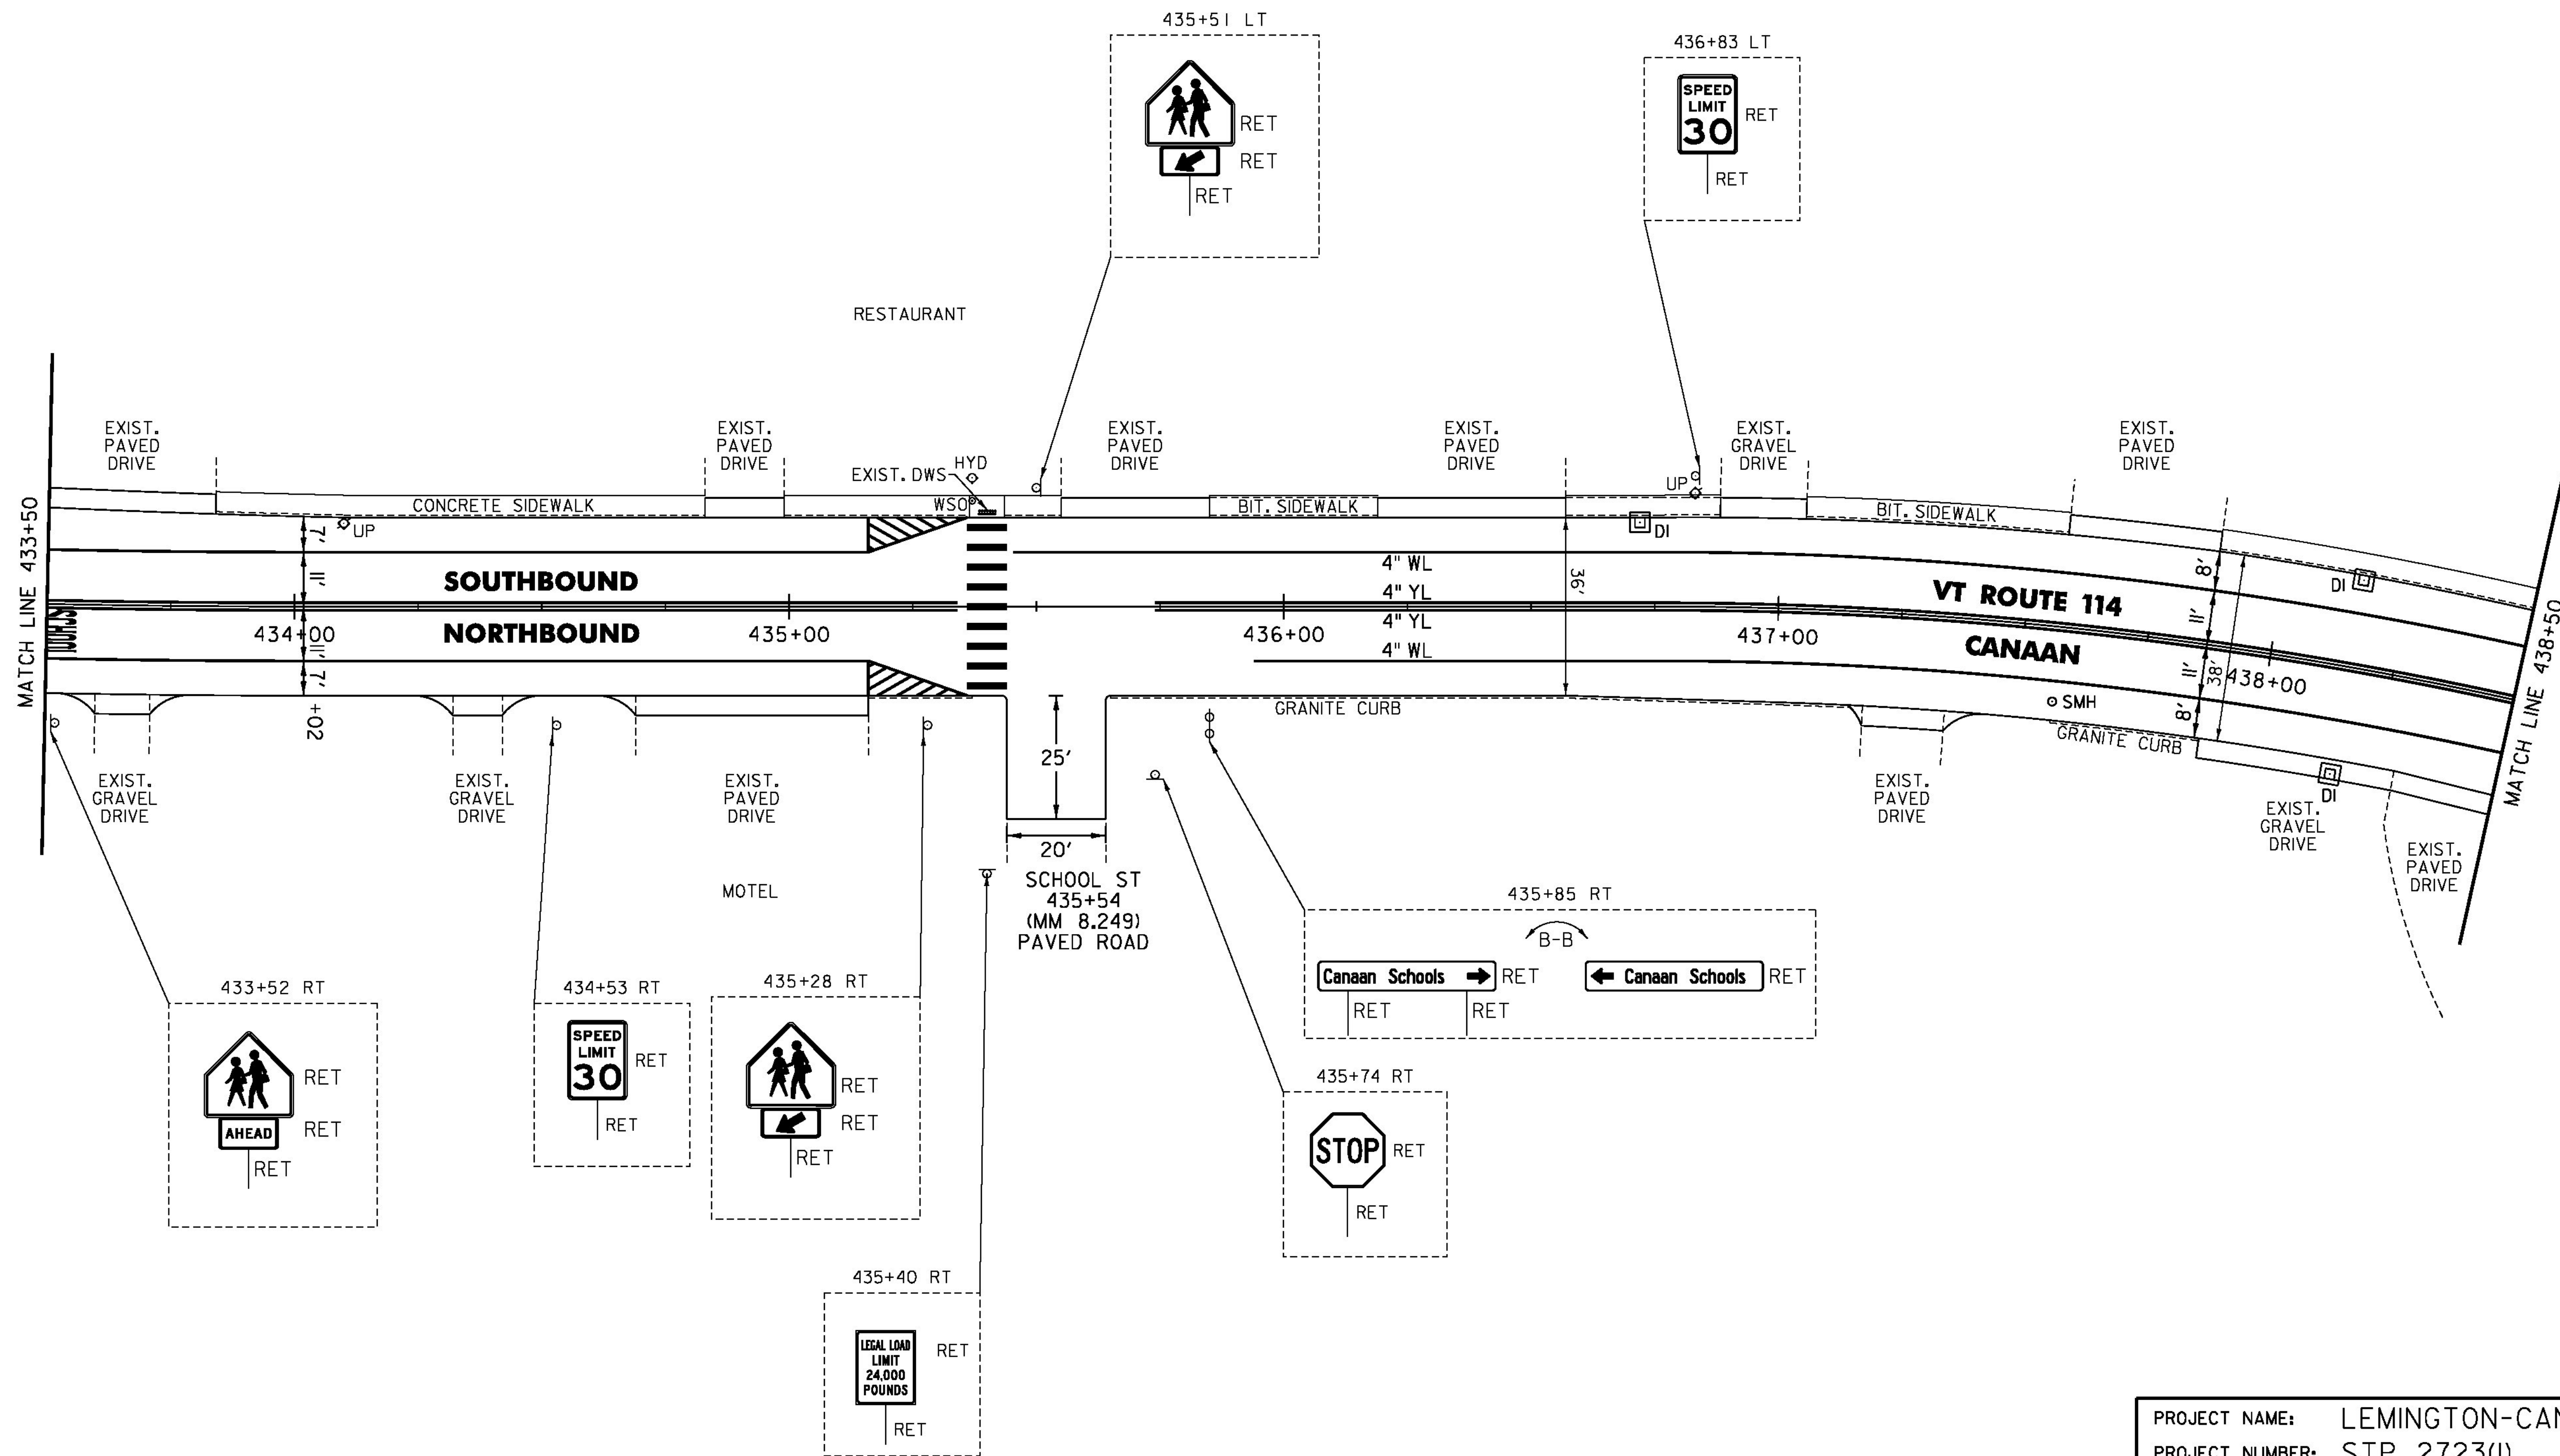 435+51 LT
RET
RET
RET
436+83 LT
SPEED
LIMIT
30
RET
RET
RESTAURANT
EXIST.
PAVED
DRIVE
EXIST.
PAVED
DRIVE
HYD
EXIST. DWS
WSO
EXIST.
PAVED
DRIVE
EXIST.
PAVED
DRIVE
UP
EXIST.
GRAVEL
DRIVE
EXIST.
PAVED
DRIVE
CONCRETE SIDEWALK
BIT. SIDEWALK
BIT. SIDEWALK
UP
DI
DI
MATCH LINE 433+50
7'
11'
11'
7'
+02
SCHOOL
SOUTHBOUND
NORTHBOUND
434+00
435+00
436+00
437+00
438+00
4" WL
4" YL
4" YL
4" WL
36'
VT ROUTE 114
CANAAN
8'
11'
11'
8'
38'
SMH
MATCH LINE 438+50
GRANITE CURB
GRANITE CURB
DI
EXIST.
GRAVEL
DRIVE
EXIST.
GRAVEL
DRIVE
EXIST.
PAVED
DRIVE
25'
20'
SCHOOL ST
435+54
(MM 8.249)
PAVED ROAD
MOTEL
EXIST.
PAVED
DRIVE
EXIST.
GRAVEL
DRIVE
EXIST.
PAVED
DRIVE
435+85 RT
B-B
Canaan Schools
RET
Canaan Schools
RET
RET
RET
433+52 RT
RET
AHEAD
RET
RET
434+53 RT
SPEED
LIMIT
30
RET
RET
435+28 RT
RET
RET
RET
435+74 RT
STOP
RET
RET
435+40 RT
LEGAL LOAD
LIMIT
24,000
POUNDS
RET
RET
PROJECT NAME: LEMINGTON-CAN
PROJECT NUMBER: STP 2723(1)